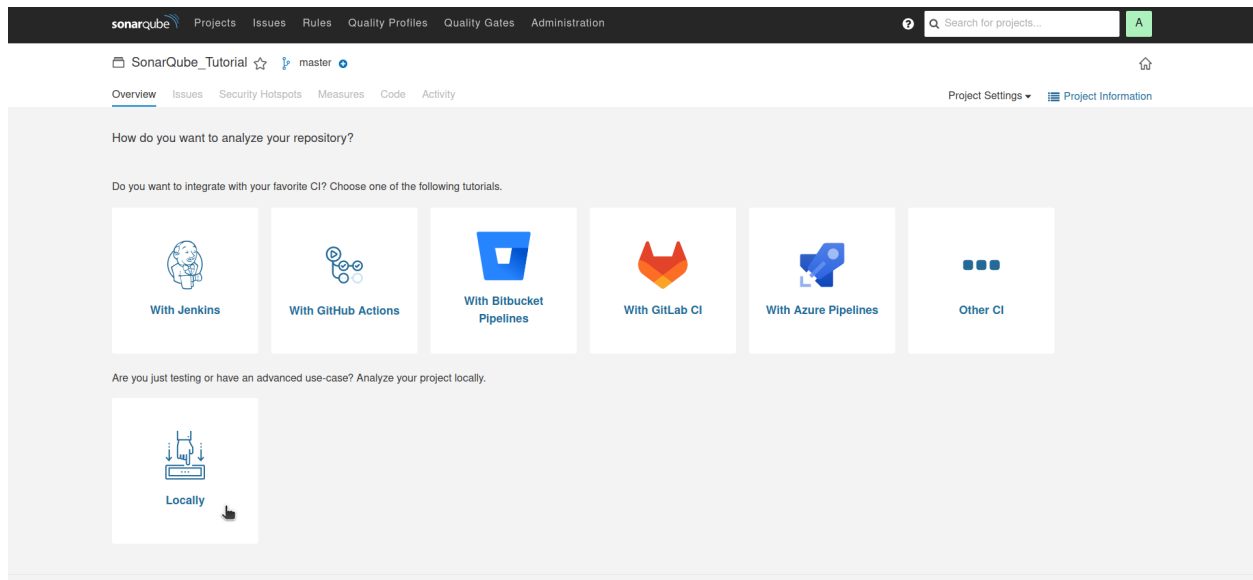 sonarqube Projects Issues Rules Quality Profiles Quality Gates Administration ? Search for projects... A
SonarQube_Tutorial master
Overview Issues Security Hotspots Measures Code Activity Project Settings Project Information
How do you want to analyze your repository?
Do you want to integrate with your favorite CI? Choose one of the following tutorials.
With Jenkins
With GitHub Actions
With Bitbucket
Pipelines
With GitLab CI
With Azure Pipelines
Other CI
Are you just testing or have an advanced use-case? Analyze your project locally.
Locally